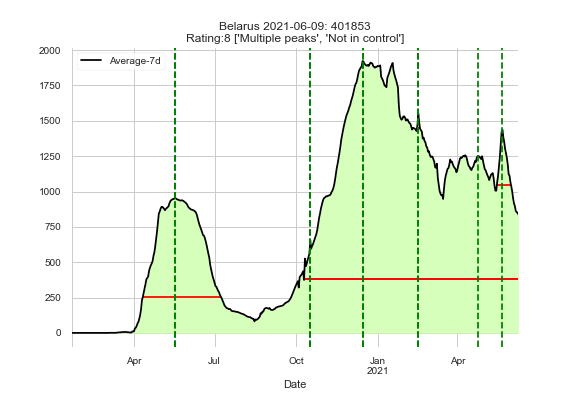 Belarus 2021-06-09: 401853
Rating:8 ['Multiple peaks', 'Not in control']
Average-7d
2000
1750
1500
1250
1000
750
500
250
0
Apr
Jul
Oct
Jan
2021
Apr
Date